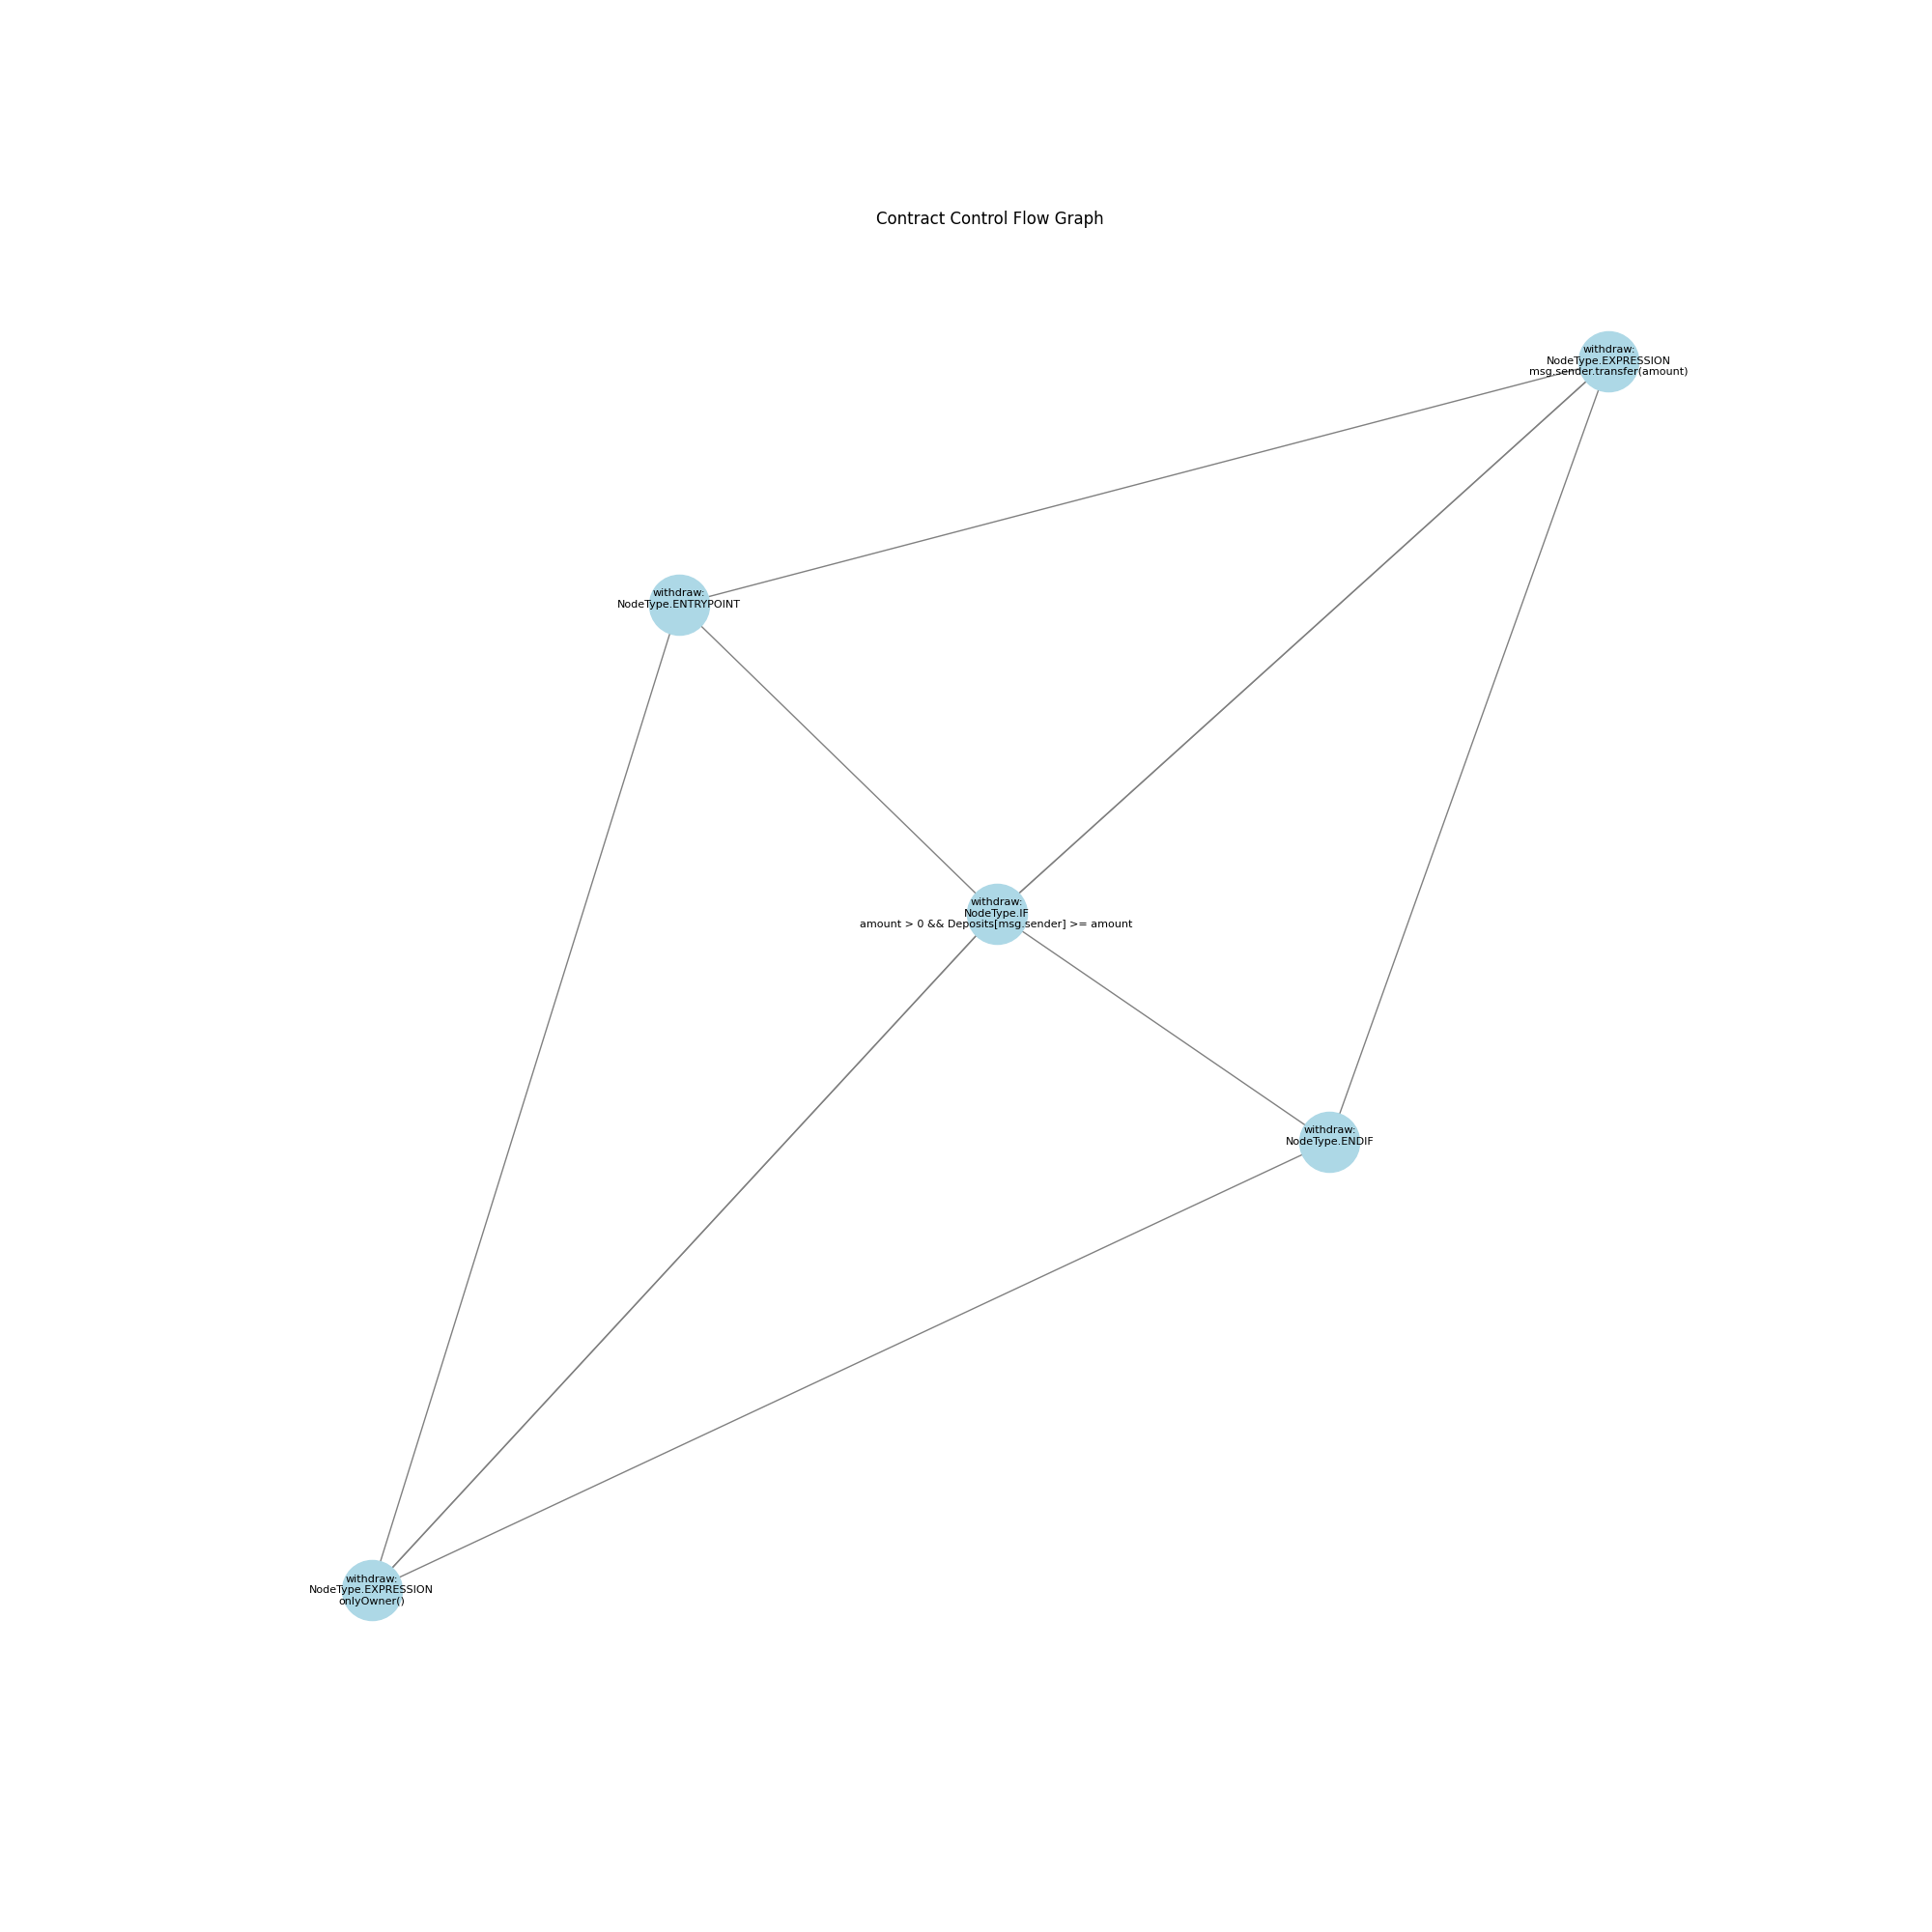 Contract Control Flow Graph
withdraw:
NodeType.EXPRESSION
msg.sender.transfer(amount)
withdraw:
NodeType.ENTRYPOINT
withdraw:
NodeType.IF
amount > 0 && Deposits[msg.sender] >= amount
withdraw:
NodeType.ENDIF
withdraw:
NodeType.EXPRESSION
onlyOwner()